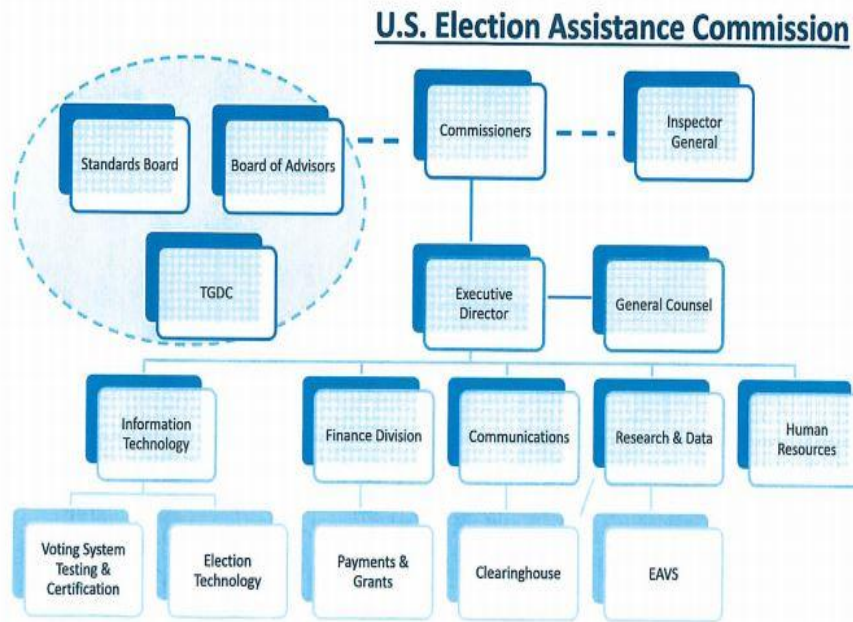 U.S. Election Assistance Commission
Commissioners
Inspector
General
Standards Board
Board of Advisors
TGDC
Executive
Director
General Counsel
Information
Technology
Finance Division
Communications
Research & Data
Human
Resources
Voting System
Testing &
Certification
Election
Technology
Payments &
Grants
Clearinghouse
EAVS